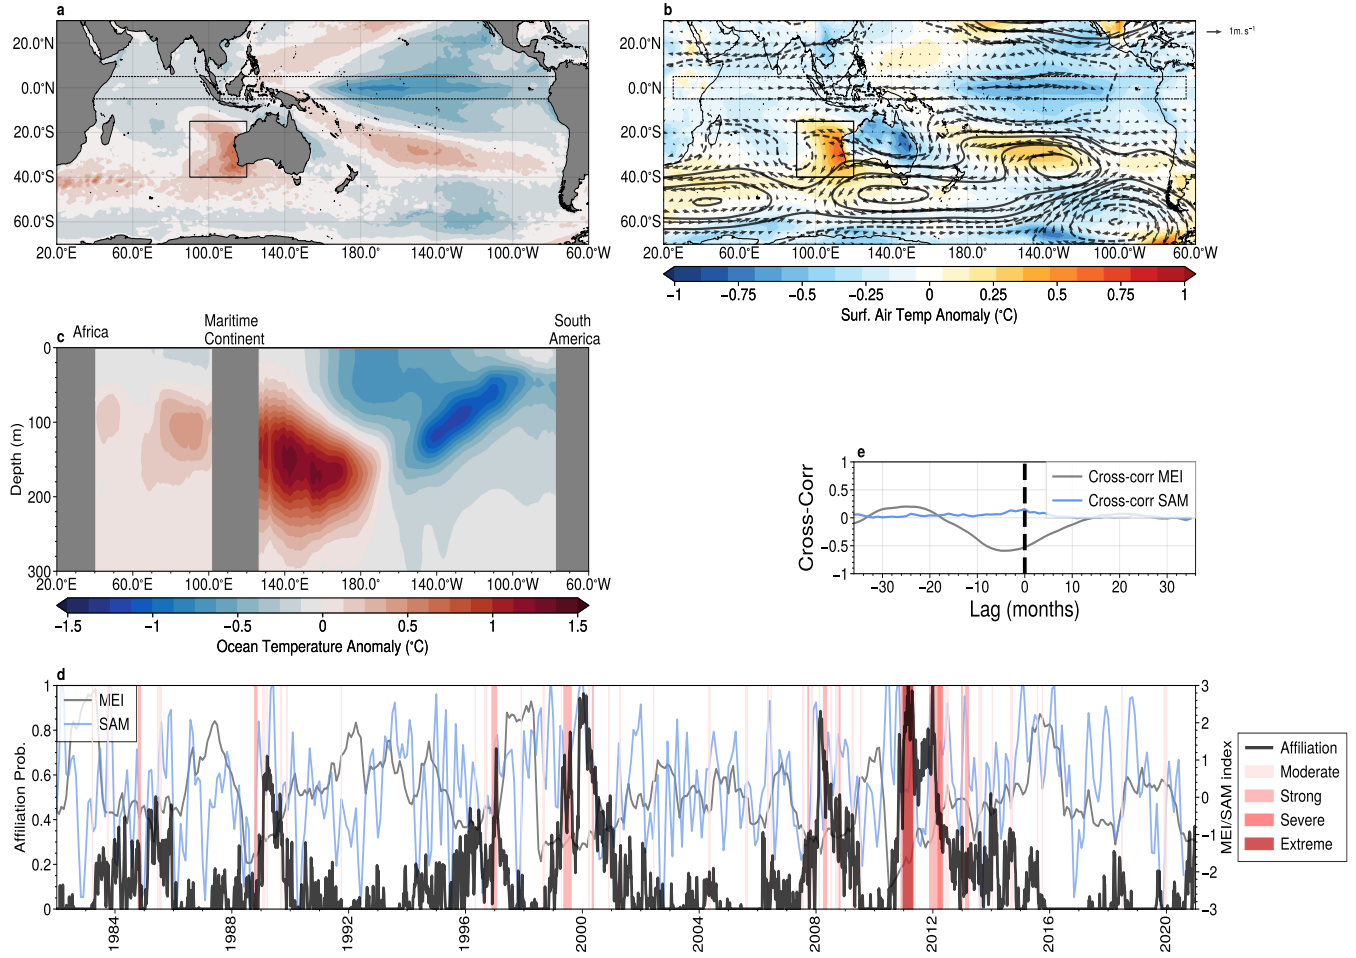 a
20.0°N
0.0°N
20.0°S
40.0°S
60.0°S
20.0°E 60.0°E 100.0°E 140.0°E 180.0° 140.0°W 100.0°W 60.0°W
b
1m.s⁻¹
20.0°N
0.0°N
20.0°S
40.0°S
60.0°S
20.0°E 60.0°E 100.0°E 140.0°E 180.0° 140.0°W 100.0°W 60.0°W
−1 −0.75 −0.5 −0.25 0 0.25 0.5 0.75 1
Surf. Air Temp Anomaly (°C)
c
Africa
Maritime
Continent
South
America
Depth (m)
0
100
200
300
20.0°E 60.0°E 100.0°E 140.0°E 180.0° 140.0°W 100.0°W 60.0°W
−1.5 −1 −0.5 0 0.5 1 1.5
Ocean Temperature Anomaly (°C)
e
Cross-Corr
1
0.5
0
−0.5
−1
Cross-corr MEI
Cross-corr SAM
−30 −20 −10 0 10 20 30
Lag (months)
d
Affiliation Prob.
1
0.8
0.6
0.4
0.2
0
MEI
SAM
3
2
1
0
−1
−2
−3
MEI/SAM index
1984 1988 1992 1996 2000 2004 2008 2012 2016 2020
Affiliation
Moderate
Strong
Severe
Extreme